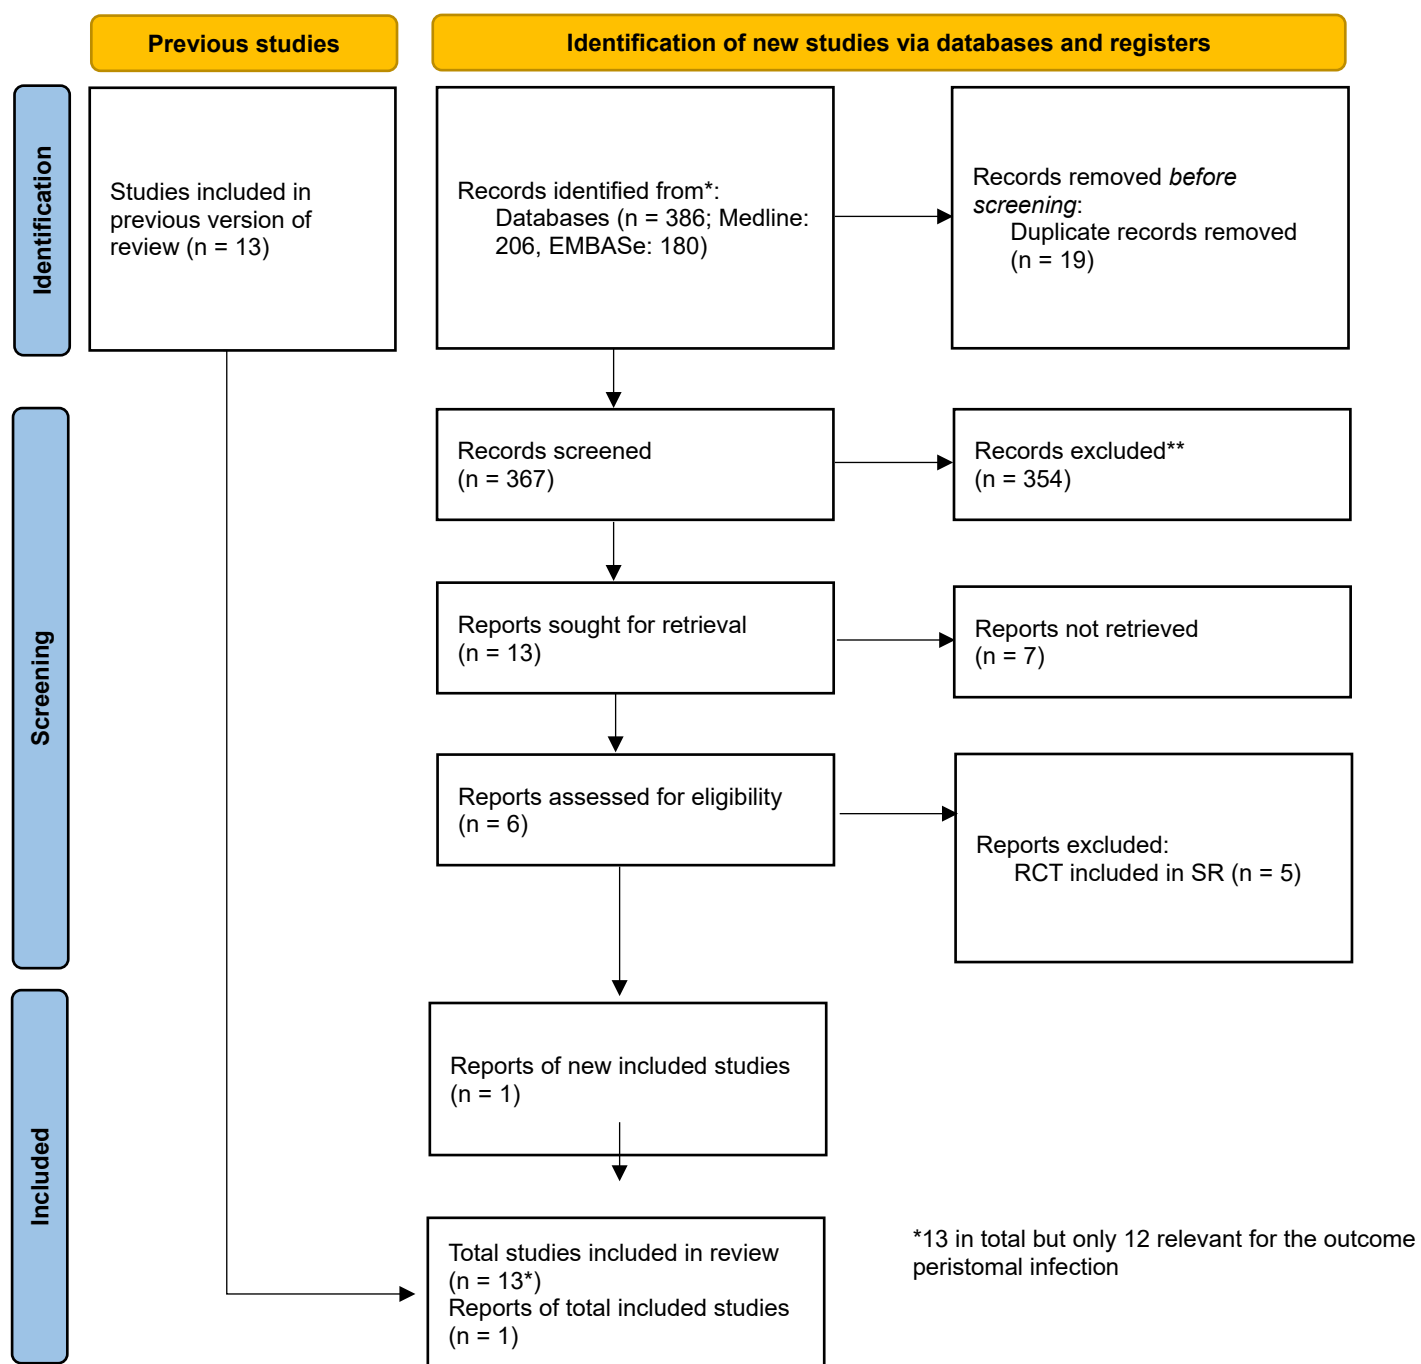 Previous studies
Identification of new studies via databases and registers
Identification
Studies included in
previous version of
review (n = 13)
Records identified from*:
Databases (n = 386; Medline:
206, EMBASe: 180)
Records removed before
screening:
Duplicate records removed
(n = 19)
Screening
Records screened
(n = 367)
Records excluded**
(n = 354)
Reports sought for retrieval
(n = 13)
Reports not retrieved
(n = 7)
Reports assessed for eligibility
(n = 6)
Reports excluded:
RCT included in SR (n = 5)
Included
Reports of new included studies
(n = 1)
Total studies included in review
(n = 13*)
Reports of total included studies
(n = 1)
*13 in total but only 12 relevant for the outcome
peristomal infection